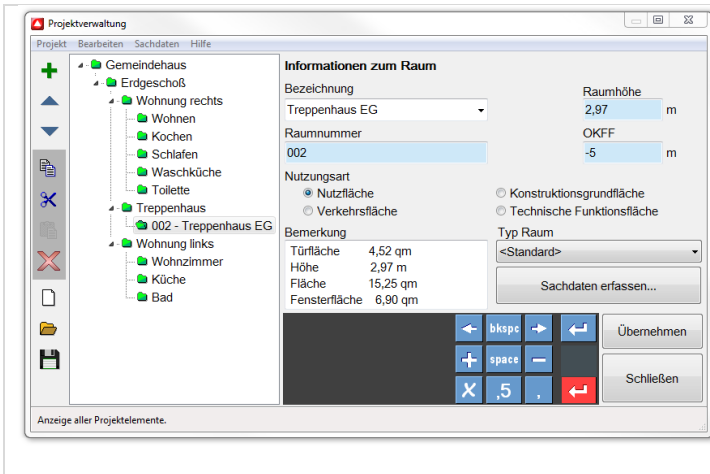 Projektverwaltung
Projekt Bearbeiten Sachdaten Hilfe
Gemeindehaus
Erdgeschoß
Wohnung rechts
Wohnen
Kochen
Schlafen
Waschküche
Toilette
Treppenhaus
002 - Treppenhaus EG
Wohnung links
Wohnzimmer
Küche
Bad
Informationen zum Raum
Bezeichnung
Treppenhaus EG
Raumhöhe
2,97 m
Raumnummer
002
OKFF
-5 m
Nutzungsart
Nutzfläche
Konstruktionsgrundfläche
Verkehrsfläche
Technische Funktionsfläche
Bemerkung
Türfläche 4,52 qm
Höhe 2,97 m
Fläche 15,25 qm
Fensterfläche 6,90 qm
Typ Raum
<Standard>
Sachdaten erfassen...
bkspc
space
X ,5 ,
Übernehmen
Schließen
Anzeige aller Projektelemente.